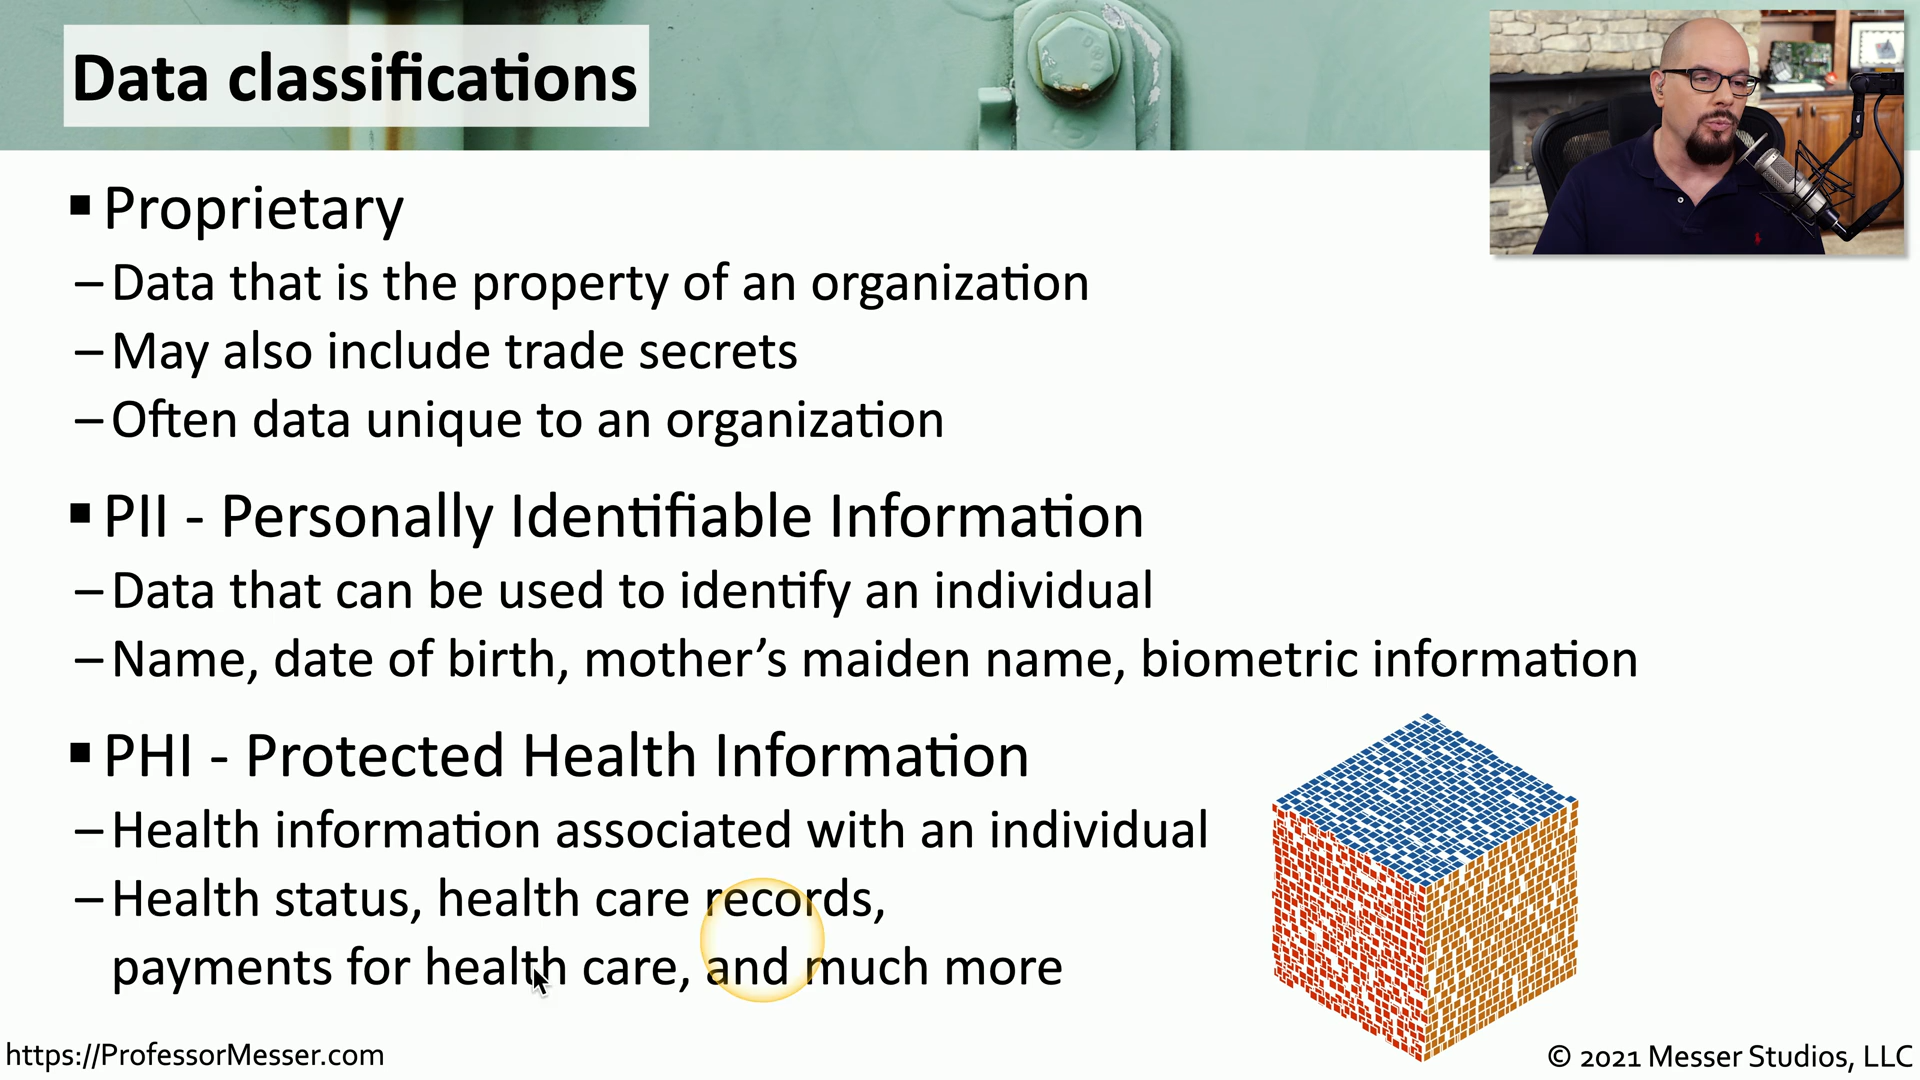 Data classifications
▪ Proprietary
– Data that is the property of an organization
– May also include trade secrets
– Often data unique to an organization
▪ PII - Personally Identifiable Information
– Data that can be used to identify an individual
– Name, date of birth, mother’s maiden name, biometric information
▪ PHI - Protected Health Information
– Health information associated with an individual
– Health status, health care records,
payments for health care, and much more
https://ProfessorMesser.com
© 2021 Messer Studios, LLC